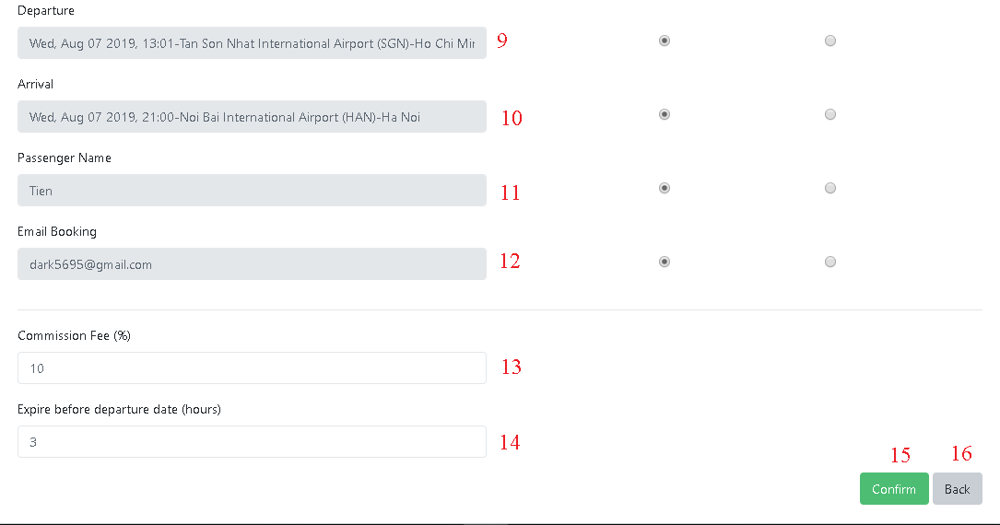 Departure
Wed, Aug 07 2019, 13:01-Tan Son Nhat International Airport (SGN)-Ho Chi Mir 9
Arrival
Wed, Aug 07 2019, 21:00-Noi Bai International Airport (HAN)-Ha Noi 10
Passenger Name
Tien 11
Email Booking
dark5695@gmail.com 12
Commission Fee (%)
10 13
Expire before departure date (hours)
3 14
15 16
Confirm Back